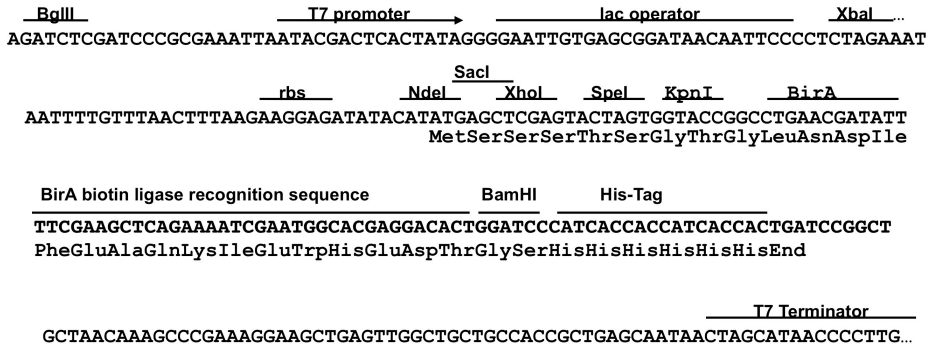 BglII T7 promoter lac operator XbaI ...
AGATCTCGATCCCGCGAAATTAATACGACTCACTATAGGGGAATTGTGAGCGGATAACAATTCCCCTCTAGAAAT
SacI
rbs NdeI XhoI SpeI KpnI BirA
AATTTTGTTTAACTTTAAGAAGGAGATATACATATGAGCTCGAGTACTAGTGGTACCGGCCTGAACGATATT
MetSerSerSerThrSerGlyThrGlyLeuAsnAspIle
BirA biotin ligase recognition sequence BamHI His-Tag
TTCGAAGCTCAGAAAATCGAATGGCACGAGGACACTGGATCCCATCACCACCATCACCACTGATCCGGCT
PheGluAlaGlnLysIleGluTrpHisGluAspThrGlySerHisHisHisHisHisHisEnd
T7 Terminator
GCTAACAAAGCCCGAAAGGAAGCTGAGTTGGCTGCTGCCACCGCTGAGCAATAACTAGCATAACCCCTTG...